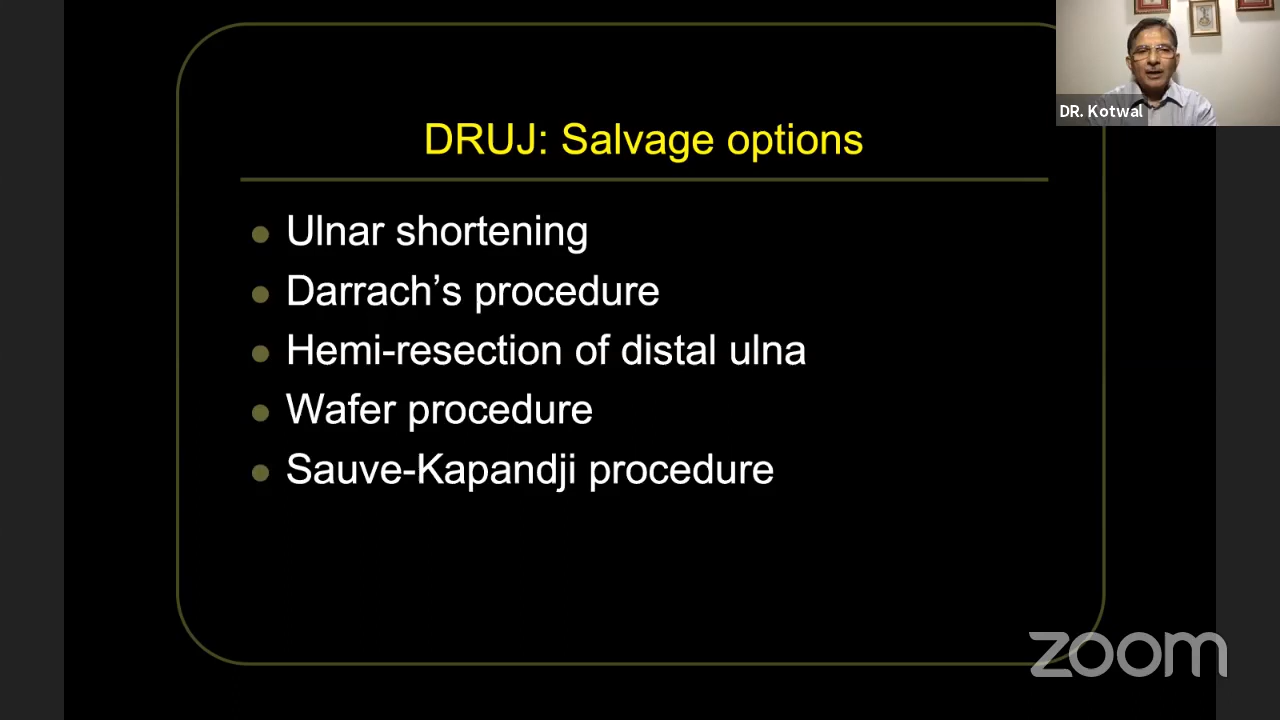 DR. Kotwal
DRUJ: Salvage options
Ulnar shortening
Darrach’s procedure
Hemi-resection of distal ulna
Wafer procedure
Sauve-Kapandji procedure
zoom